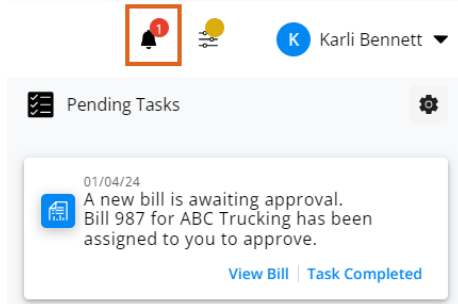 1
K Karli Bennett
Pending Tasks
01/04/24
A new bill is awaiting approval.
Bill 987 for ABC Trucking has been
assigned to you to approve.
View Bill Task Completed